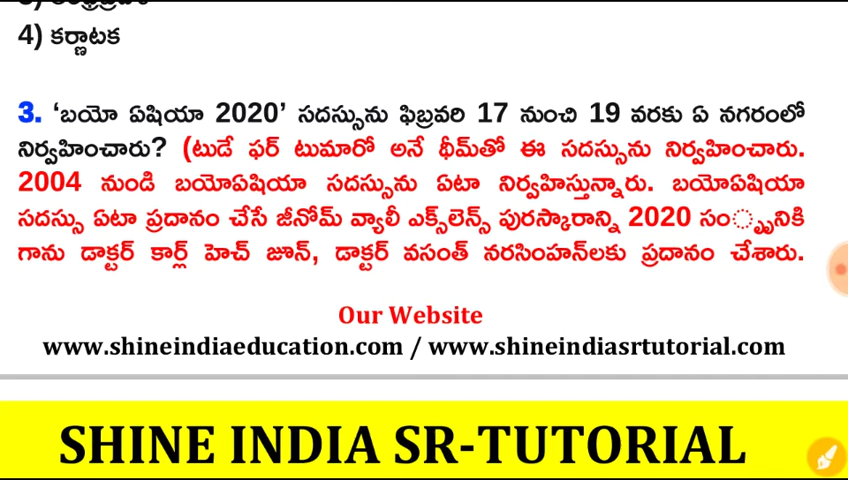 4) కర్ణాటక
3. ‘బయో ఏషియా 2020’ సదస్సును ఫిబ్రవరి 17 నుంచి 19 వరకు ఏ నగరంలో
నిర్వహించారు? (టుడే ఫర్ టుమారో అనే థీమ్‌తో ఈ సదస్సును నిర్వహించారు.
2004 నుండి బయోఏషియా సదస్సును ఏటా నిర్వహిస్తున్నారు. బయోఏషియా
సదస్సు ఏటా ప్రదానం చేసే జీనోమ్ వ్యాలీ ఎక్స్‌లెన్స్ పురస్కారాన్ని 2020
గాను డాక్టర్ కార్ల్ హెచ్ జూన్, డాక్టర్ వసంత్ నరసింహన్‌లకు ప్రదానం చేశారు.
Our Website
www.shineindiaeducation.com / www.shineindiasrtutorial.com
SHINE INDIA SR-TUTORIAL